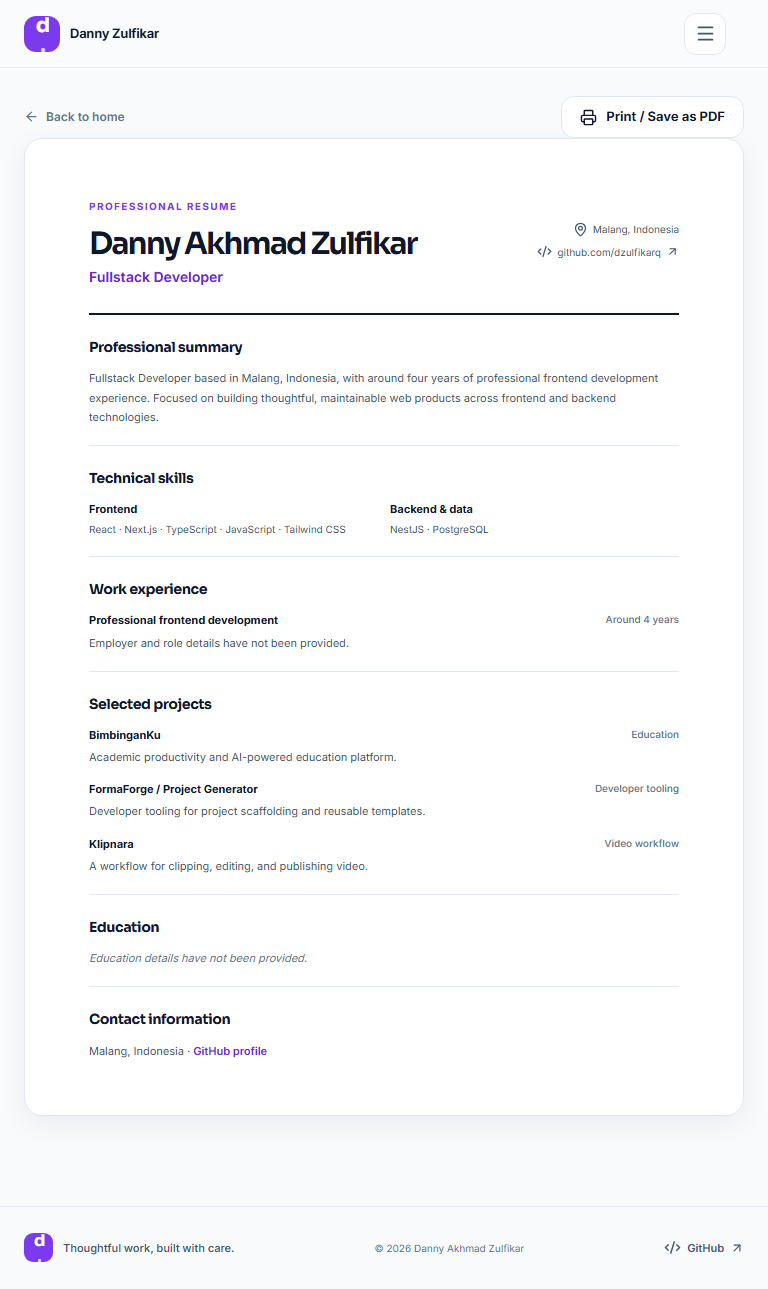 d
Danny Zulfikar
Back to home
Print / Save as PDF
PROFESSIONAL RESUME
Danny Akhmad Zulfikar
Fullstack Developer
Malang, Indonesia
github.com/dzulfikarq
Professional summary
Fullstack Developer based in Malang, Indonesia, with around four years of professional frontend development
experience. Focused on building thoughtful, maintainable web products across frontend and backend
technologies.
Technical skills
Frontend
React · Next.js · TypeScript · JavaScript · Tailwind CSS
Backend & data
NestJS · PostgreSQL
Work experience
Professional frontend development
Around 4 years
Employer and role details have not been provided.
Selected projects
BimbinganKu
Education
Academic productivity and AI-powered education platform.
FormaForge / Project Generator
Developer tooling
Developer tooling for project scaffolding and reusable templates.
Klipnara
Video workflow
A workflow for clipping, editing, and publishing video.
Education
Education details have not been provided.
Contact information
Malang, Indonesia · GitHub profile
d
Thoughtful work, built with care.
© 2026 Danny Akhmad Zulfikar
GitHub